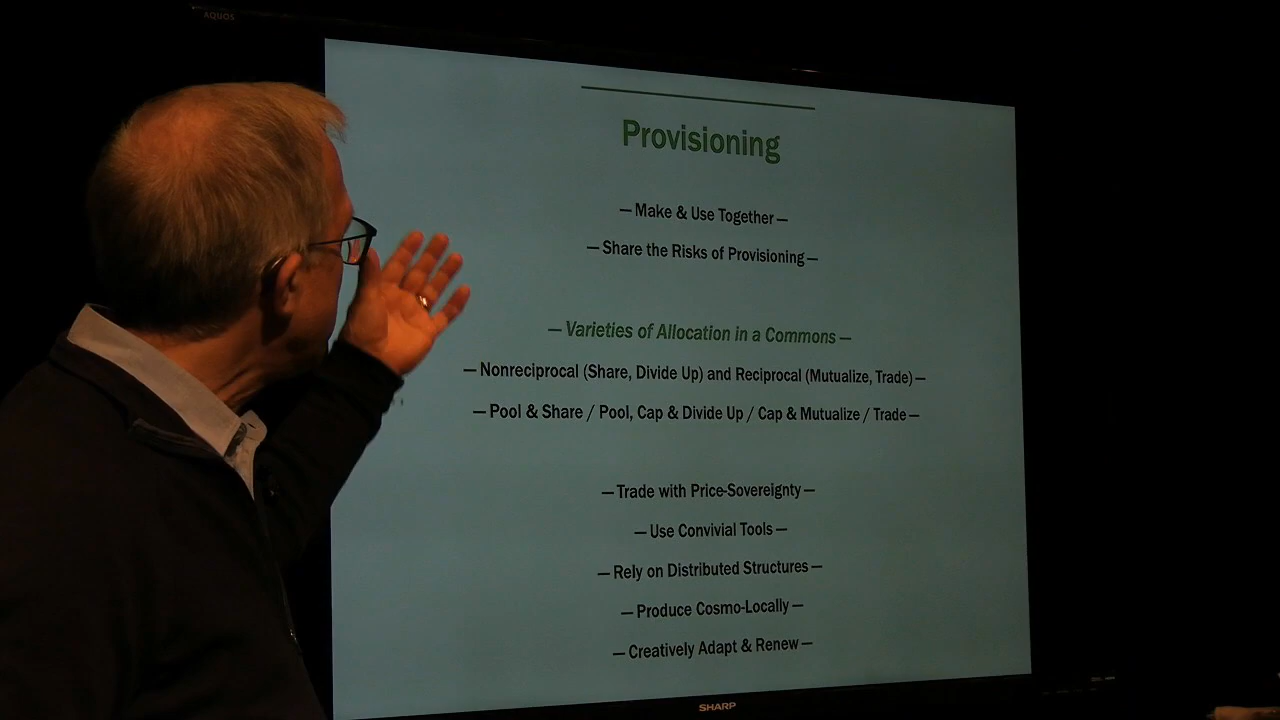 AQUOS
Provisioning
— Make & Use Together —
— Share the Risks of Provisioning —
— Varieties of Allocation in a Commons —
— Nonreciprocal (Share, Divide Up) and Reciprocal (Mutualize, Trade) —
— Pool & Share / Pool, Cap & Divide Up / Cap & Mutualize / Trade —
— Trade with Price-Sovereignty —
— Use Convivial Tools —
— Rely on Distributed Structures —
— Produce Cosmo-Locally —
— Creatively Adapt & Renew —
SHARP